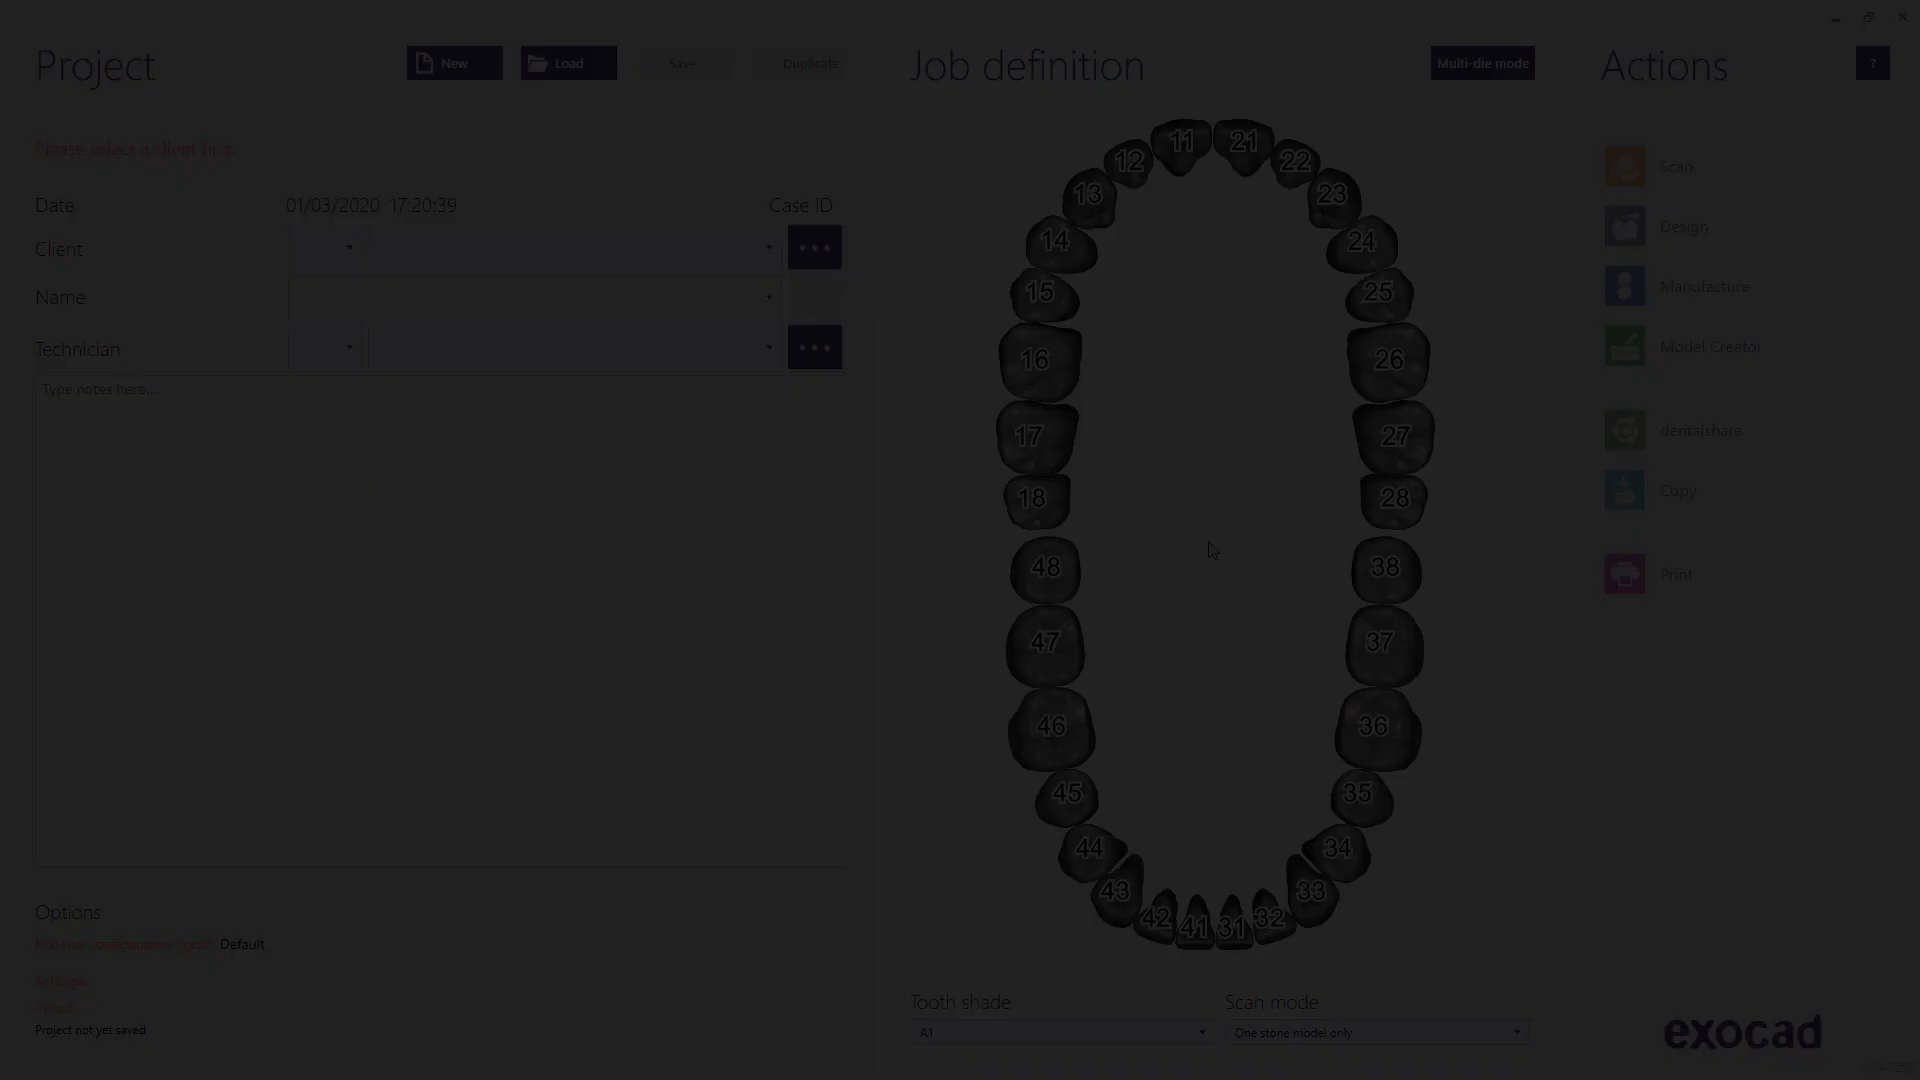 Project
New
Load
Save
Duplicate
Job definition
Multi-die mode
Actions
?
Please select a client first.
Date 01/03/2020 17:20:39 Case ID
Client
Name
Technician
Type notes here...
11 21
12 22
13 23
14 24
15 25
16 26
17 27
18 28
48 38
47 37
46 36
45 35
44 34
43 33
42 41 31 32
Scan
Design
Manufacture
Model Creator
dentalshare
Copy
Print
Options
Default
Settings...
Project not yet saved
Tooth shade
A1
Scan mode
One stone model only
exocad